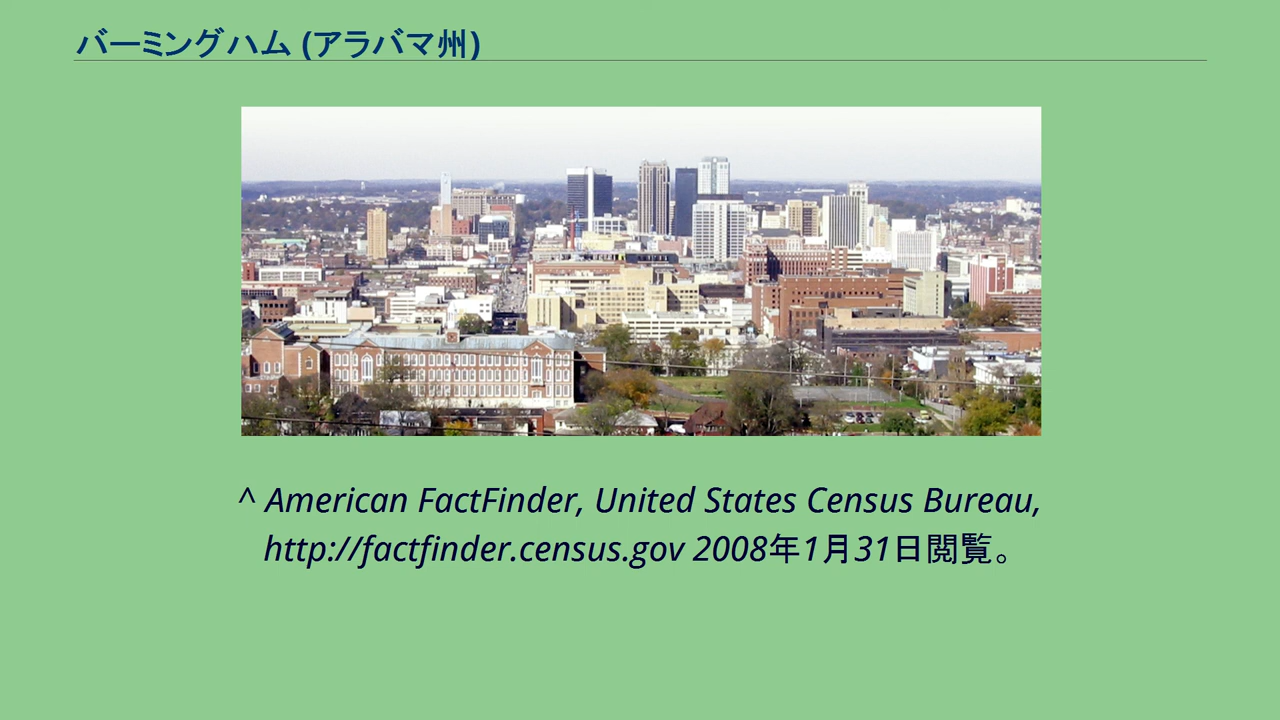 バーミングハム (アラバマ州)
^ American FactFinder, United States Census Bureau,
http://factfinder.census.gov 2008年1月31日閲覧。